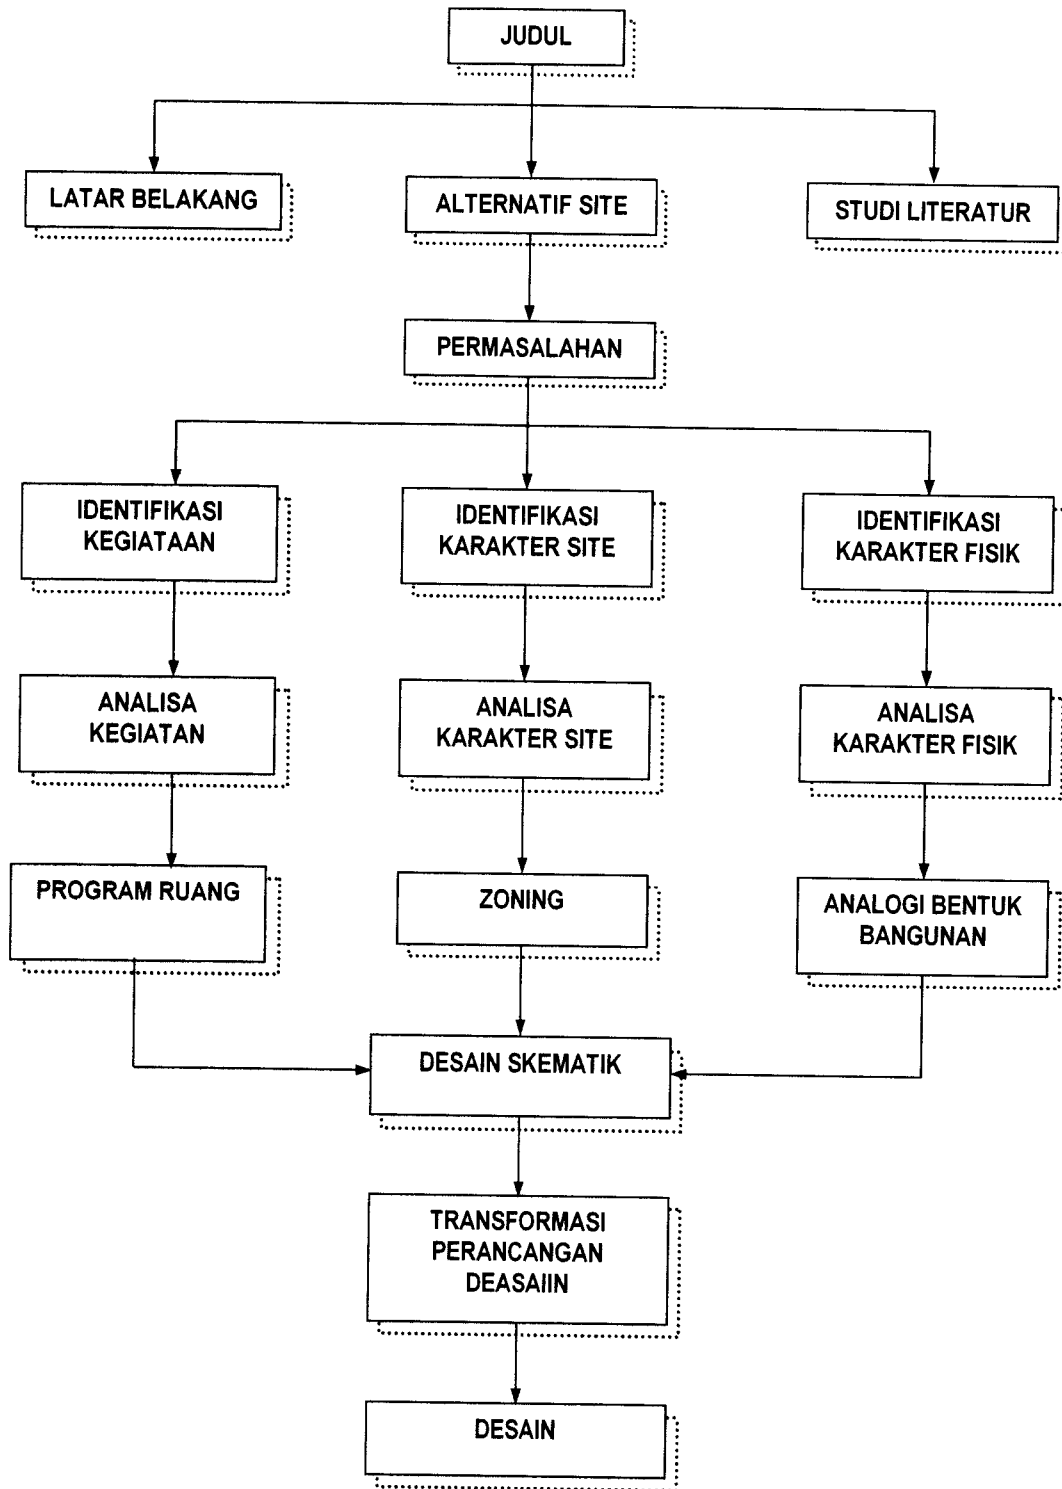 JUDUL
LATAR BELAKANG
ALTERNATIF SITE
STUDI LITERATUR
PERMASALAHAN
IDENTIFIKASI
KEGIATAAN
IDENTIFIKASI
KARAKTER SITE
IDENTIFIKASI
KARAKTER FISIK
ANALISA
KEGIATAN
ANALISA
KARAKTER SITE
ANALISA
KARAKTER FISIK
PROGRAM RUANG
ZONING
ANALOGI BENTUK
BANGUNAN
DESAIN SKEMATIK
TRANSFORMASI
PERANCANGAN
DEASAIIN
DESAIN